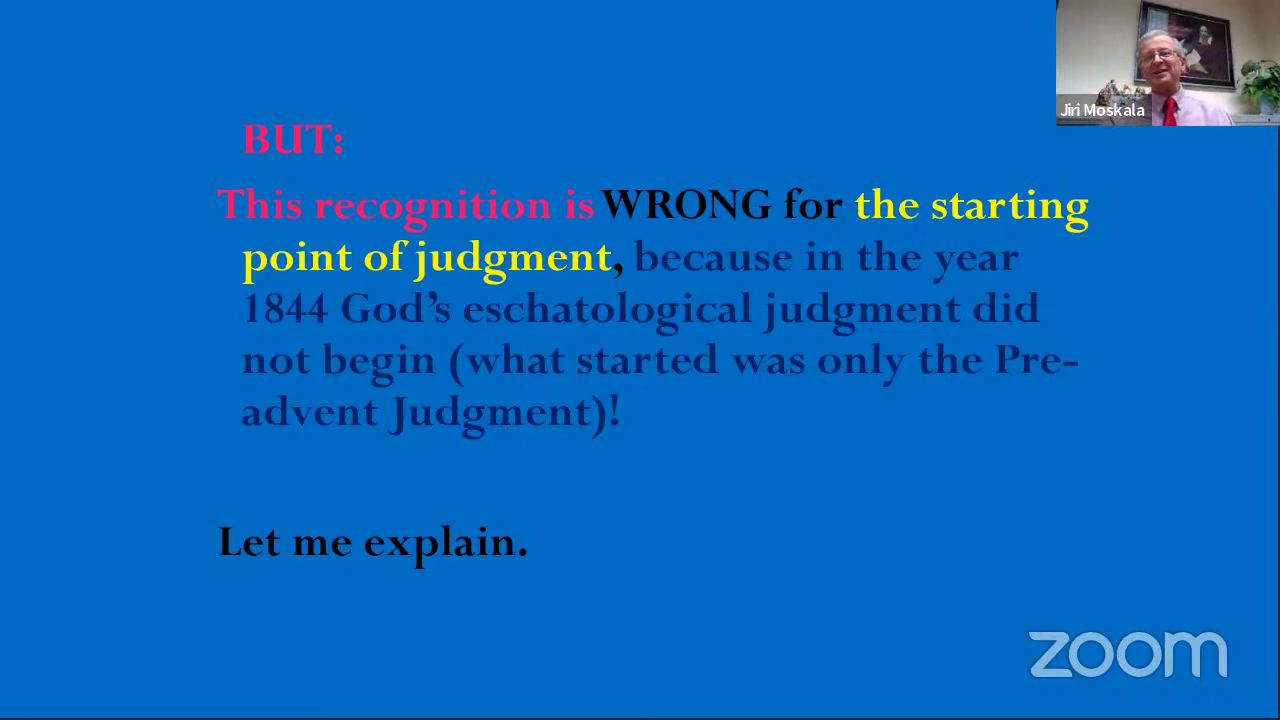 Jiri Moskala
BUT:
This recognition is WRONG for the starting
point of judgment, because in the year
1844 God’s eschatological judgment did
not begin (what started was only the Pre-
advent Judgment)!
Let me explain.
zoom